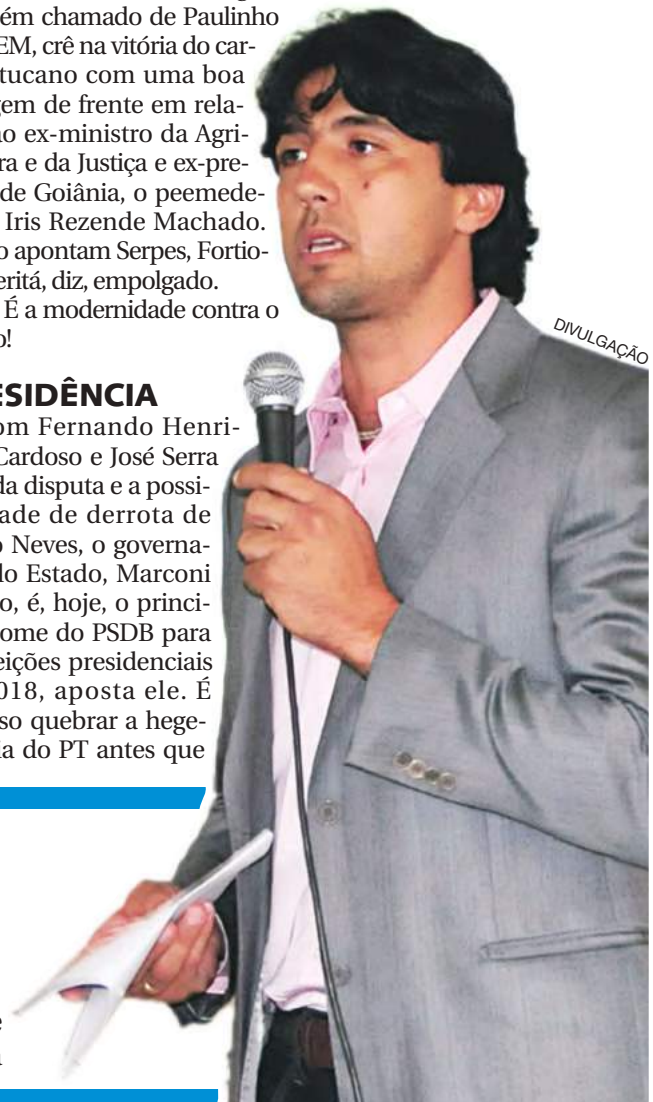 ém chamado de Paulinho
EM, crê na vitória do car-
tucano com uma boa
gem de frente em rela-
ao ex-ministro da Agri-
ra e da Justiça e ex-pre-
de Goiânia, o peemede-
Iris Rezende Machado.
o apontam Serpes, Fortio-
eritá, diz, empolgado.
É a modernidade contra o
o!
DIVULGAÇÃO
ESIDÊNCIA
om Fernando Henri-
Cardoso e José Serra
da disputa e a possi-
ade de derrota de
o Neves, o governa-
do Estado, Marconi
o, é, hoje, o princi-
ome do PSDB para
eições presidenciais
018, aposta ele. É
so quebrar a hege-
ia do PT antes que